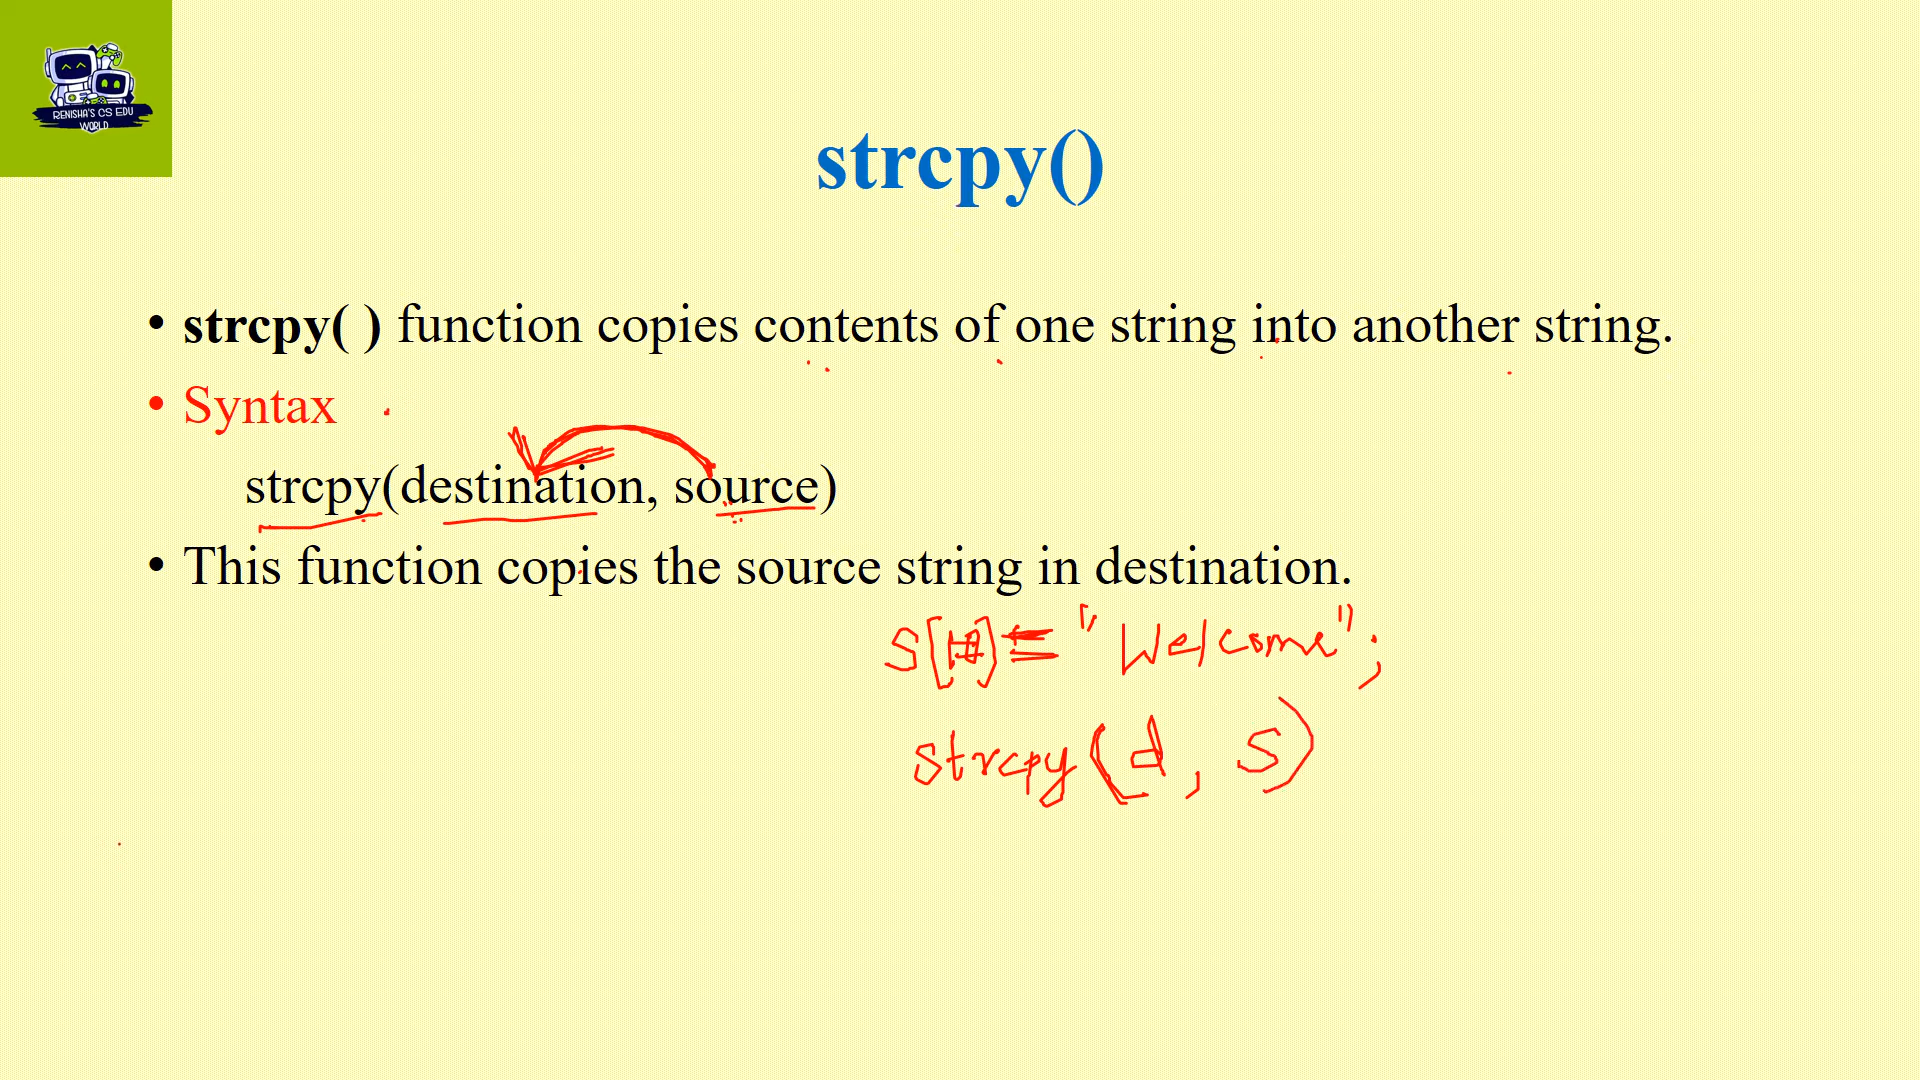 RENISHA'S CS EDU
WORLD
strcpy()
• strcpy( ) function copies contents of one string into another string.
• Syntax
strcpy(destination, source)
• This function copies the source string in destination.
S[] = "Welcome";
strcpy(d, S)